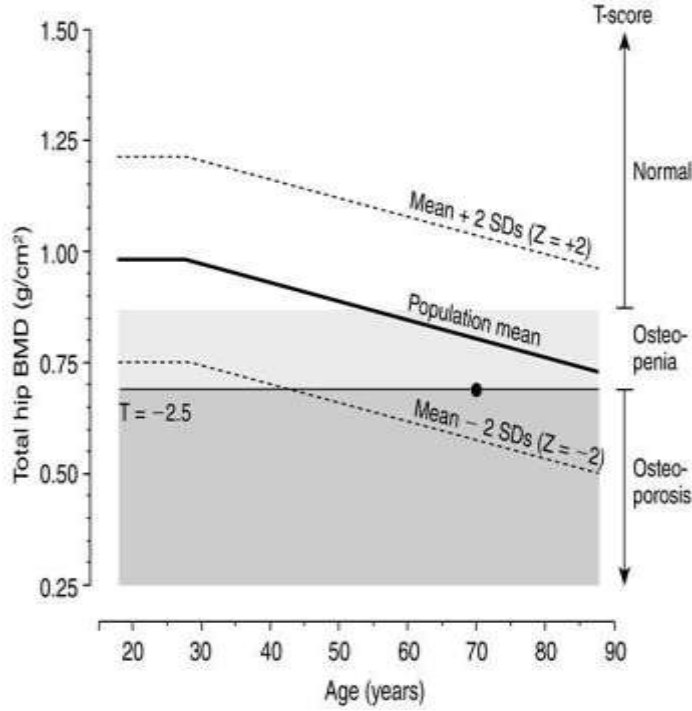 T-score
1.50
1.25
1.00
0.75
0.50
0.25
Total hip BMD (g/cm²)
Mean + 2 SDs (Z = +2)
Population mean
T = −2.5
Mean − 2 SDs (Z = −2)
Normal
Osteo-
penia
Osteo-
porosis
20 30 40 50 60 70 80 90
Age (years)